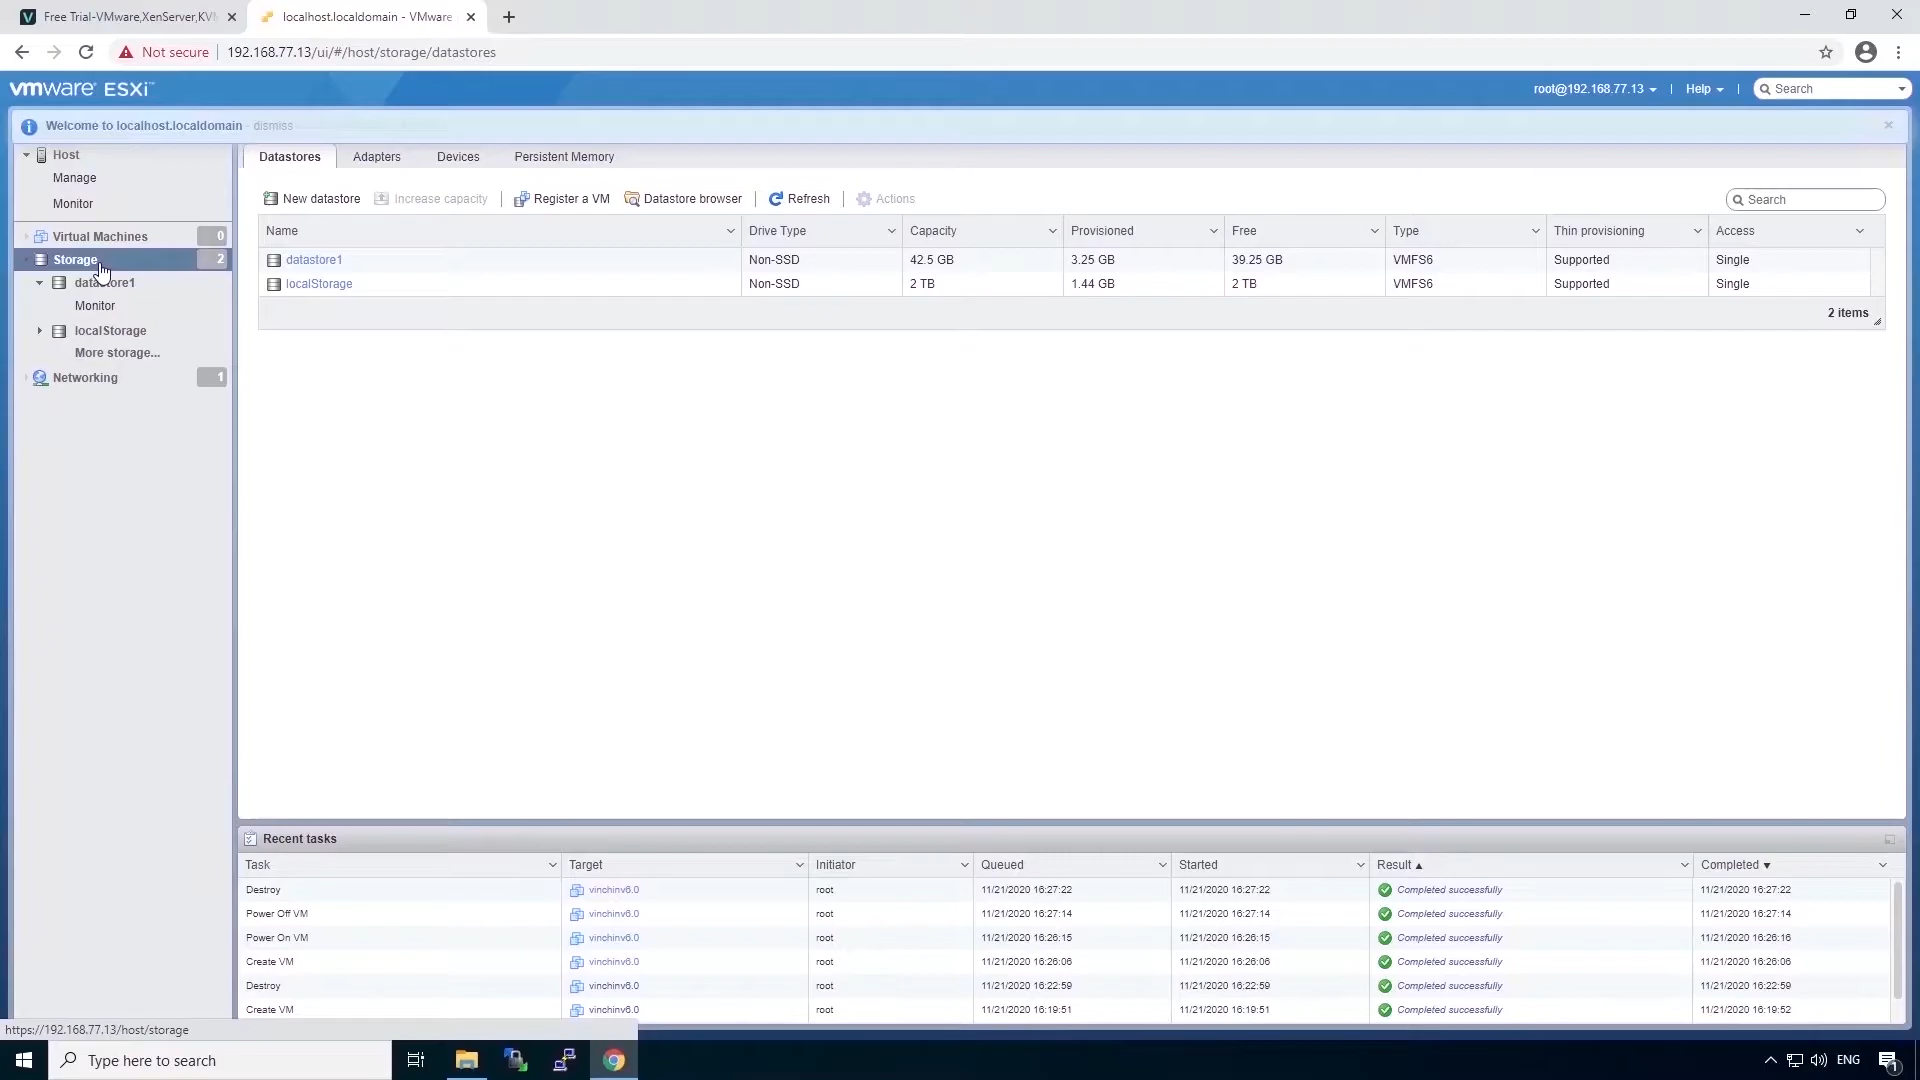 Free Trial-VMware,XenServer,KVM
localhost.localdomain - VMware
Not secure
192.168.77.13/ui/#/host/storage/datastores
vmware ESXi™
root@192.168.77.13
Help
Search
Welcome to localhost.localdomain - dismiss
Host
Manage
Monitor
Virtual Machines 0
Storage 2
datastore1
Monitor
localStorage
More storage...
Networking 1
Datastores Adapters Devices Persistent Memory
New datastore Increase capacity Register a VM Datastore browser Refresh Actions
Search
Name Drive Type Capacity Provisioned Free Type Thin provisioning Access
datastore1 Non-SSD 42.5 GB 3.25 GB 39.25 GB VMFS6 Supported Single
localStorage Non-SSD 2 TB 1.44 GB 2 TB VMFS6 Supported Single
2 items
Recent tasks
Task Target Initiator Queued Started Result Completed
Destroy vinchinv6.0 root 11/21/2020 16:27:22 11/21/2020 16:27:22 Completed successfully 11/21/2020 16:27:22
Power Off VM vinchinv6.0 root 11/21/2020 16:27:14 11/21/2020 16:27:14 Completed successfully 11/21/2020 16:27:14
Power On VM vinchinv6.0 root 11/21/2020 16:26:15 11/21/2020 16:26:15 Completed successfully 11/21/2020 16:26:16
Create VM vinchinv6.0 root 11/21/2020 16:26:06 11/21/2020 16:26:06 Completed successfully 11/21/2020 16:26:06
Destroy vinchinv6.0 root 11/21/2020 16:22:59 11/21/2020 16:22:59 Completed successfully 11/21/2020 16:22:59
Create VM vinchinv6.0 root 11/21/2020 16:19:51 11/21/2020 16:19:51 Completed successfully 11/21/2020 16:19:52
https://192.168.77.13/host/storage
Type here to search
ENG
1